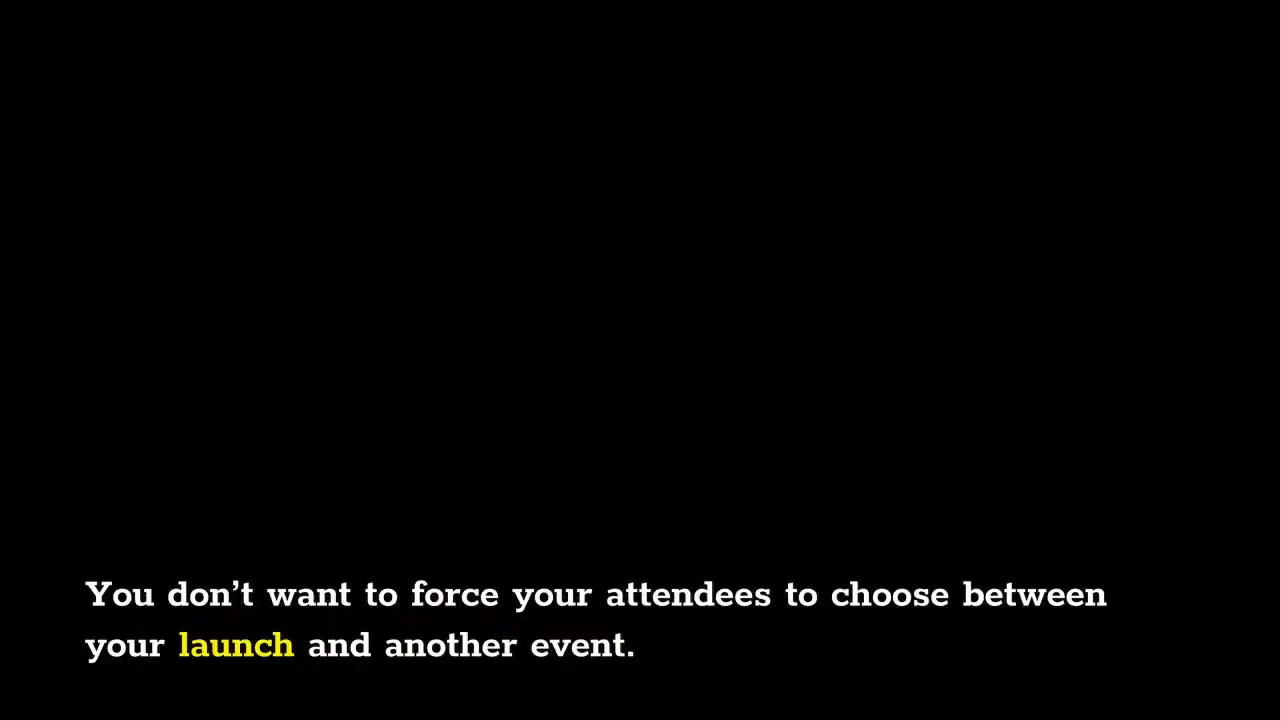 You don’t want to force your attendees to choose between
your launch and another event.